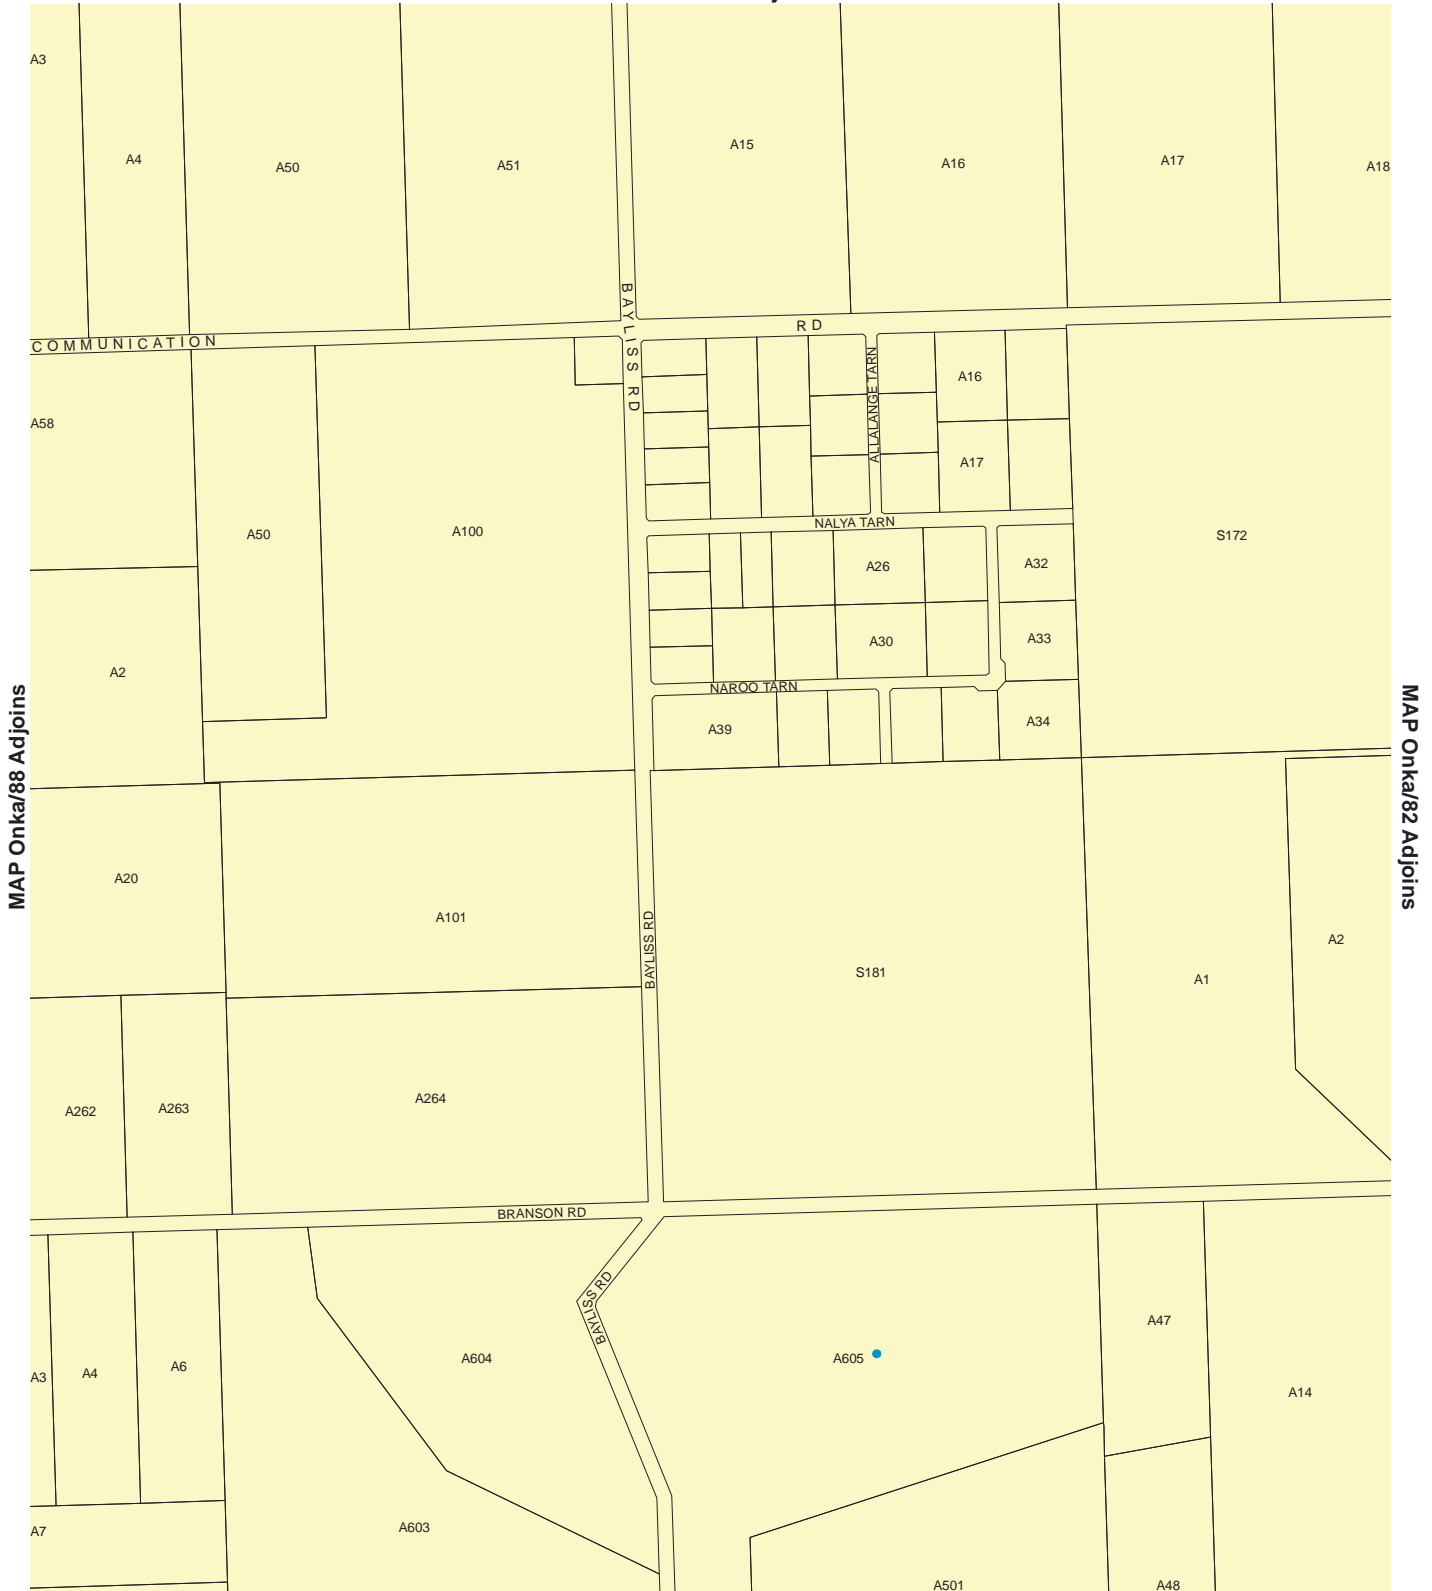 A3
A4
A50
A51
A15
A16
A17
A18
BAYLISS RD
COMMUNICATION
RD
ALLALANGE TARN
A16
A58
A17
A50
A100
NALYA TARN
S172
A26
A32
A30
A33
A2
NAROO TARN
A39
A34
MAP Onka/88 Adjoins
MAP Onka/82 Adjoins
A20
A101
BAYLISS RD
S181
A1
A2
A262
A263
A264
BRANSON RD
BAYLISS RD
A47
A3
A4
A6
A604
A605
A14
A7
A603
A501
A48